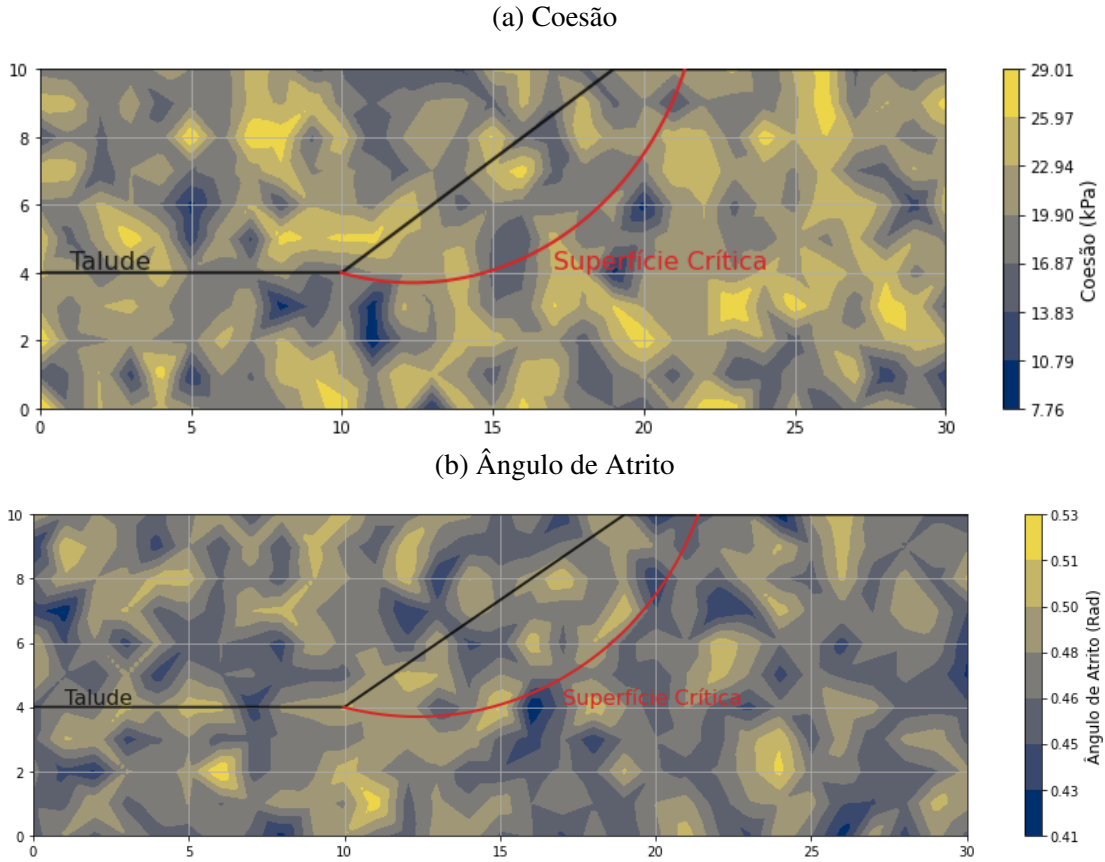 (a) Coesão
10
8
6
4
2
0
0 5 10 15 20 25 30
Talude
Superfície Crítica
29.01
25.97
22.94
19.90
16.87
13.83
10.79
7.76
Coesão (kPa)
(b) Ângulo de Atrito
10
8
6
4
2
0
0 5 10 15 20 25 30
Talude
Superfície Crítica
0.53
0.51
0.50
0.48
0.46
0.45
0.43
0.41
Ângulo de Atrito (Rad)